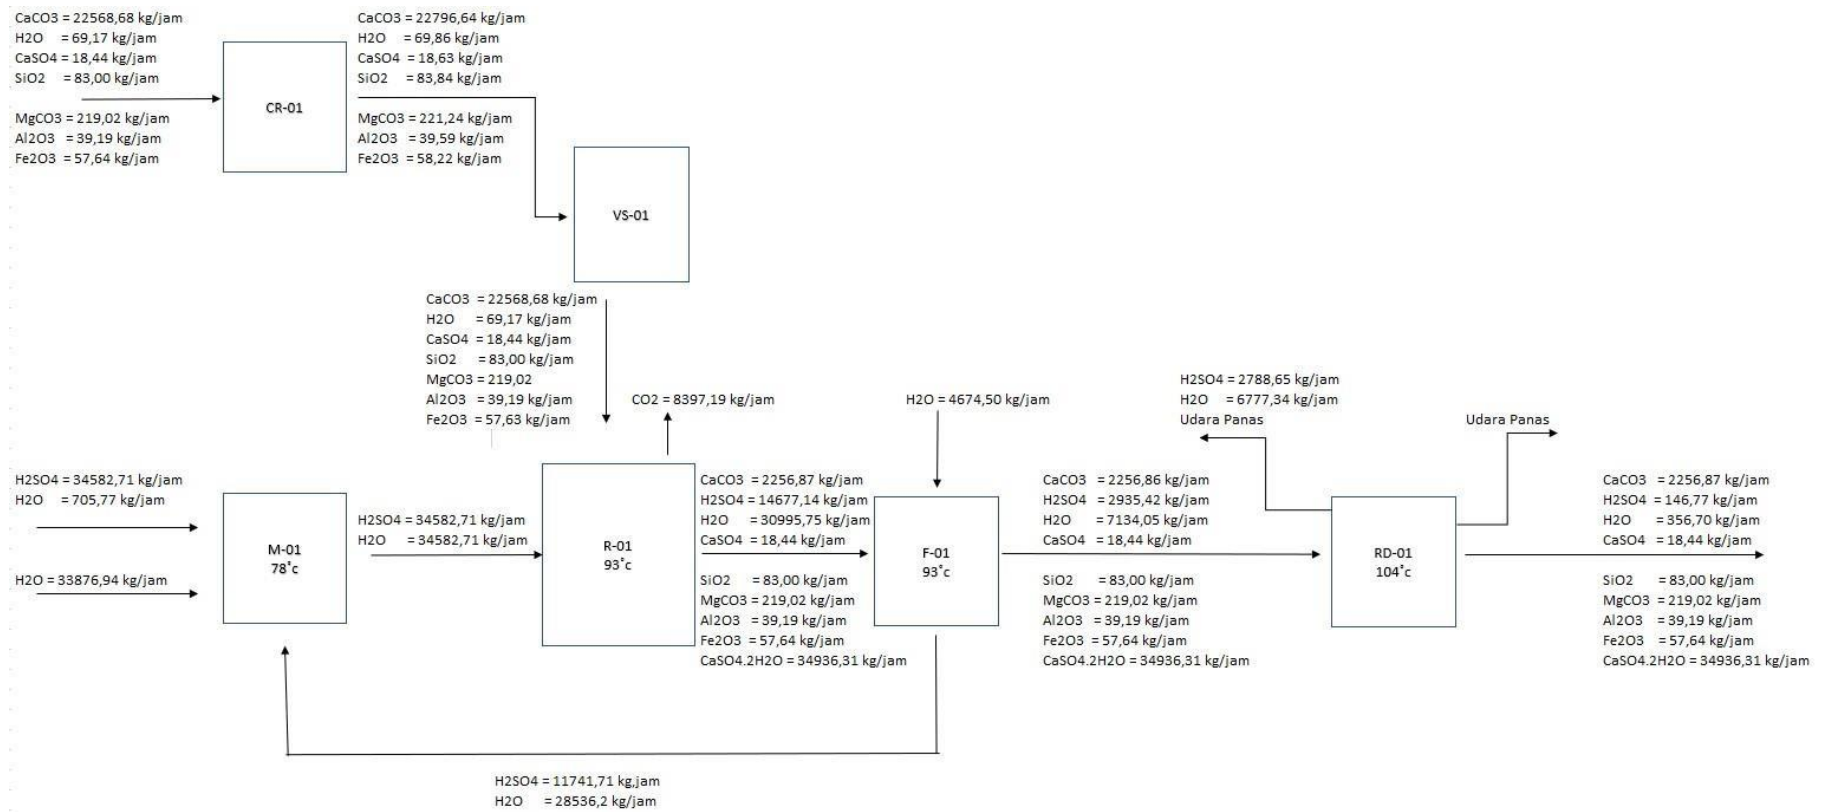 CaCO3 = 22568,68 kg/jam
H2O = 69,17 kg/jam
CaSO4 = 18,44 kg/jam
SiO2 = 83,00 kg/jam
MgCO3 = 219,02 kg/jam
Al2O3 = 39,19 kg/jam
Fe2O3 = 57,64 kg/jam
CR-01
CaCO3 = 22796,64 kg/jam
H2O = 69,86 kg/jam
CaSO4 = 18,63 kg/jam
SiO2 = 83,84 kg/jam
MgCO3 = 221,24 kg/jam
Al2O3 = 39,59 kg/jam
Fe2O3 = 58,22 kg/jam
VS-01
CaCO3 = 22568,68 kg/jam
H2O = 69,17 kg/jam
CaSO4 = 18,44 kg/jam
SiO2 = 83,00 kg/jam
MgCO3 = 219,02
Al2O3 = 39,19 kg/jam
Fe2O3 = 57,63 kg/jam
CO2 = 8397,19 kg/jam
H2O = 4674,50 kg/jam
H2SO4 = 2788,65 kg/jam
H2O = 6777,34 kg/jam
Udara Panas
Udara Panas
H2SO4 = 34582,71 kg/jam
H2O = 705,77 kg/jam
H2O = 33876,94 kg/jam
M-01
78°c
H2SO4 = 34582,71 kg/jam
H2O = 34582,71 kg/jam
R-01
93°c
CaCO3 = 2256,87 kg/jam
H2SO4 = 14677,14 kg/jam
H2O = 30995,75 kg/jam
CaSO4 = 18,44 kg/jam
SiO2 = 83,00 kg/jam
MgCO3 = 219,02 kg/jam
Al2O3 = 39,19 kg/jam
Fe2O3 = 57,64 kg/jam
CaSO4.2H2O = 34936,31 kg/jam
F-01
93°c
CaCO3 = 2256,86 kg/jam
H2SO4 = 2935,42 kg/jam
H2O = 7134,05 kg/jam
CaSO4 = 18,44 kg/jam
SiO2 = 83,00 kg/jam
MgCO3 = 219,02 kg/jam
Al2O3 = 39,19 kg/jam
Fe2O3 = 57,64 kg/jam
CaSO4.2H2O = 34936,31 kg/jam
RD-01
104°c
CaCO3 = 2256,87 kg/jam
H2SO4 = 146,77 kg/jam
H2O = 356,70 kg/jam
CaSO4 = 18,44 kg/jam
SiO2 = 83,00 kg/jam
MgCO3 = 219,02 kg/jam
Al2O3 = 39,19 kg/jam
Fe2O3 = 57,64 kg/jam
CaSO4.2H2O = 34936,31 kg/jam
H2SO4 = 11741,71 kg,jam
H2O = 28536,2 kg/jam